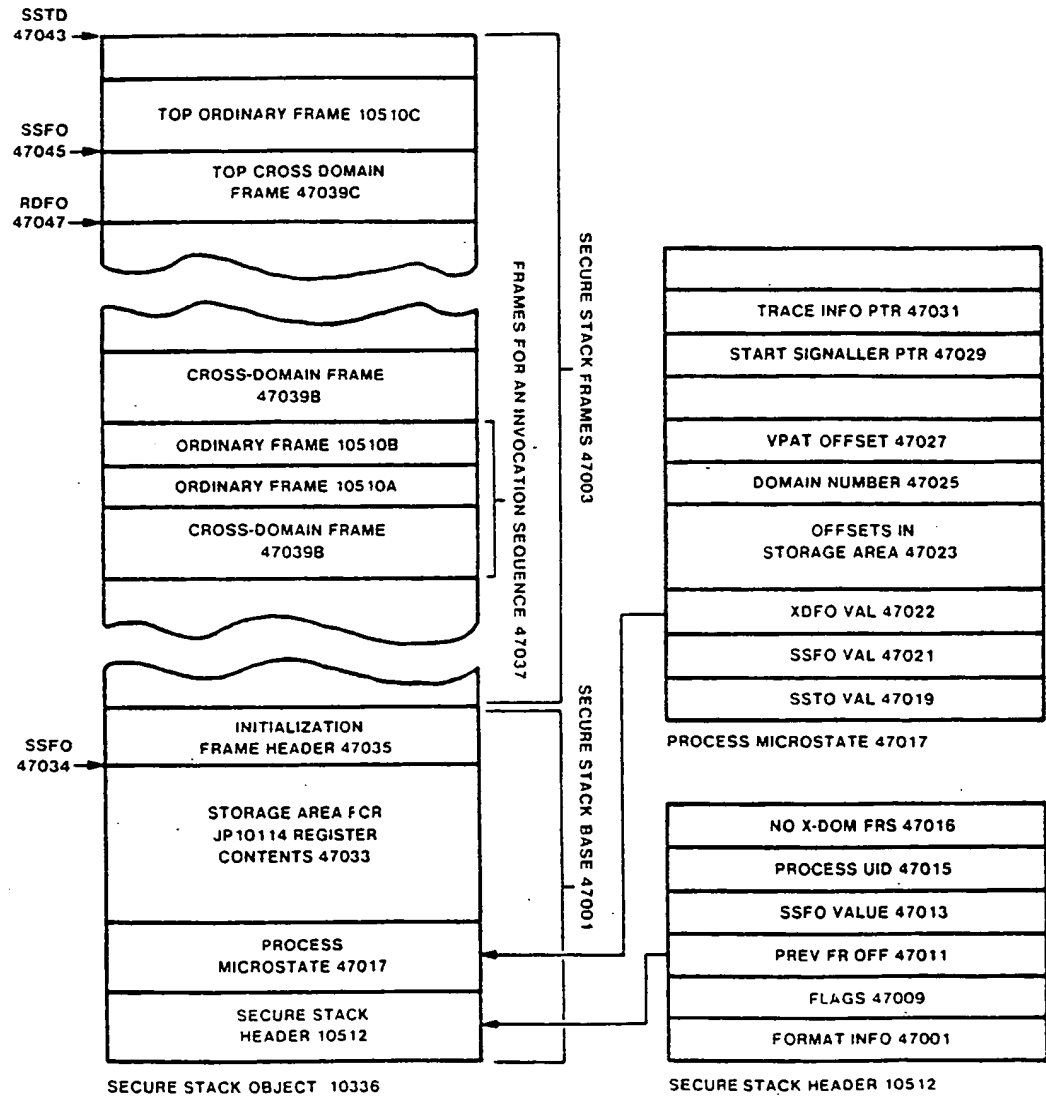 SSTD
47043
TOP ORDINARY FRAME 10510C
SSFO
47045
TOP CROSS DOMAIN
FRAME 47039C
RDFO
47047
CROSS-DOMAIN FRAME
47039B
ORDINARY FRAME 10510B
ORDINARY FRAME 10510A
CROSS-DOMAIN FRAME
47039B
FRAMES FOR AN INVOCATION SEQUENCE 47037
SECURE STACK FRAMES 47003
INITIALIZATION
FRAME HEADER 47035
SSFO
47034
STORAGE AREA FCR
JP10114 REGISTER
CONTENTS 47033
PROCESS
MICROSTATE 47017
SECURE STACK
HEADER 10512
SECURE STACK BASE 47001
SECURE STACK OBJECT 10336
TRACE INFO PTR 47031
START SIGNALLER PTR 47029
VPAT OFFSET 47027
DOMAIN NUMBER 47025
OFFSETS IN
STORAGE AREA 47023
XDFO VAL 47022
SSFO VAL 47021
SSTO VAL 47019
PROCESS MICROSTATE 47017
NO X-DOM FRS 47016
PROCESS UID 47015
SSFO VALUE 47013
PREV FR OFF 47011
FLAGS 47009
FORMAT INFO 47001
SECURE STACK HEADER 10512